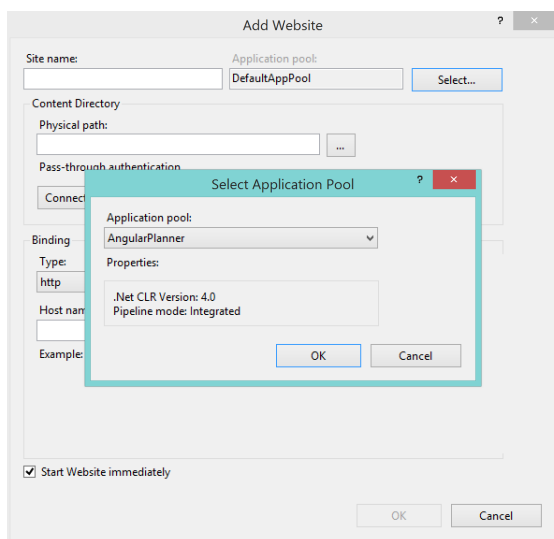 Add Website
?
×
Site name:
Application pool:
DefaultAppPool
Select...
Content Directory
Physical path:
...
Pass-through authentication
Connect
Select Application Pool
?
×
Application pool:
AngularPlanner
Properties:
.Net CLR Version: 4.0
Pipeline mode: Integrated
OK
Cancel
Binding
Type:
http
Host nam
Example:
Start Website immediately
OK
Cancel